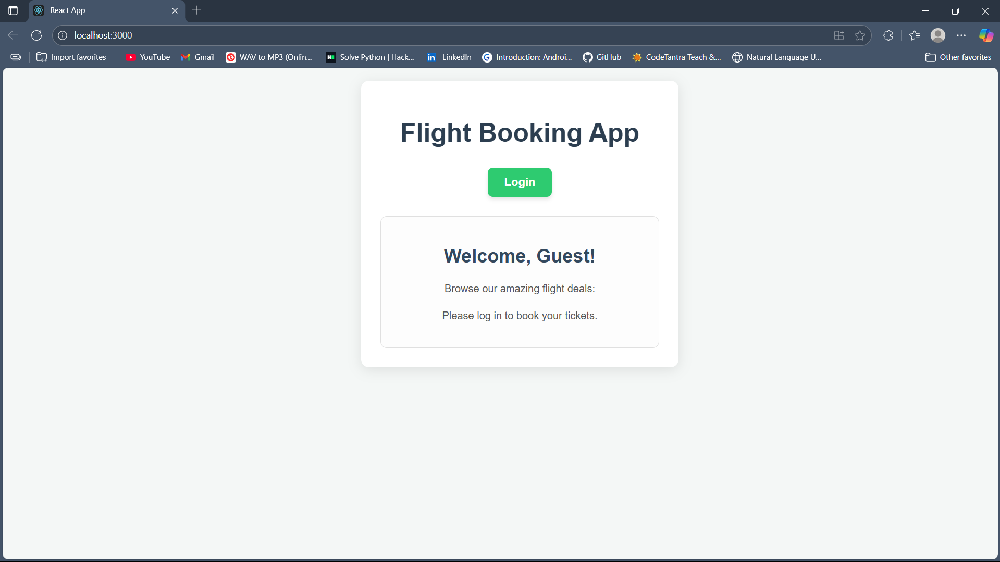 React App
localhost:3000
Import favorites YouTube Gmail WAV to MP3 (Onlin... Solve Python | Hack... LinkedIn Introduction: Androi... GitHub CodeTantra Teach &... Natural Language U... Other favorites
Flight Booking App
Login
Welcome, Guest!
Browse our amazing flight deals:
Please log in to book your tickets.